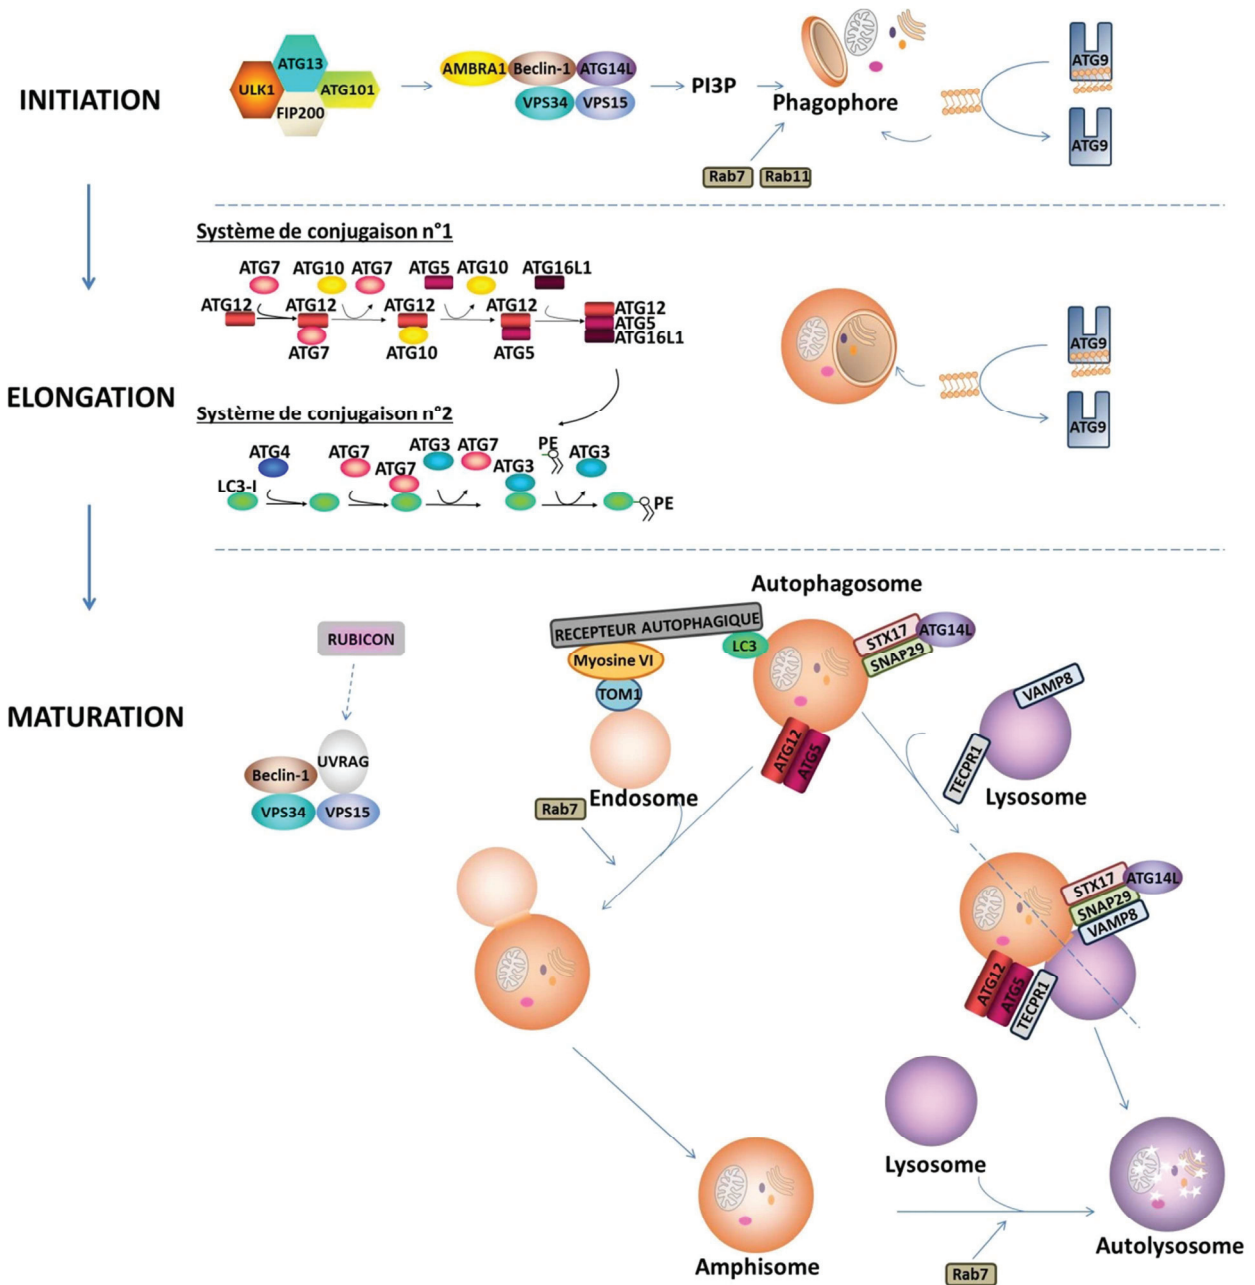 INITIATION
ULK1
ATG13
ATG101
FIP200
AMBRA1
Beclin-1
ATG14L
VPS34
VPS15
PI3P
Phagophore
Rab7
Rab11
ATG9
ATG9
Système de conjugaison n°1
ATG7
ATG10
ATG7
ATG5
ATG10
ATG16L1
ATG12
ATG12
ATG12
ATG12
ATG12
ATG5
ATG16L1
ATG7
ATG10
ATG5
ELONGATION
ATG9
ATG9
Système de conjugaison n°2
ATG4
ATG7
ATG7
ATG3
ATG7
ATG3
PE
ATG3
LC3-I
PE
MATURATION
RUBICON
UVRAG
Beclin-1
VPS34
VPS15
Autophagosome
RECEPTEUR AUTOPHAGIQUE
LC3
Myosine VI
TOM1
STX17
SNAP29
ATG14L
ATG12
ATG5
Endosome
Rab7
VAMP8
TECPR1
Lysosome
STX17
SNAP29
VAMP8
ATG14L
ATG12
ATG5
TECPR1
Lysosome
Amphisome
Rab7
Autolysosome